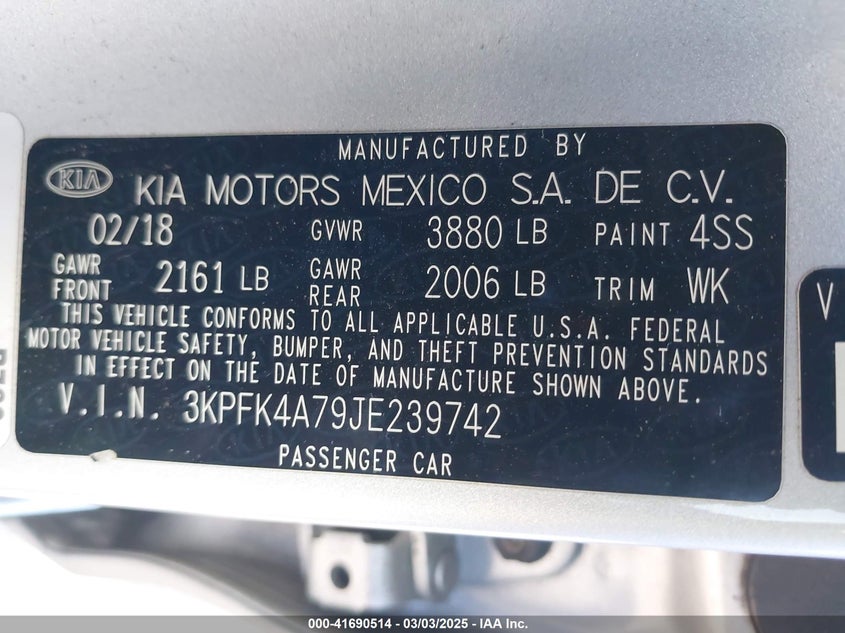 MANUFACTURED BY
KIA KIA MOTORS MEXICO S.A. DE C.V.
02/18 GVWR 3880 LB PAINT 4SS
GAWR FRONT 2161 LB GAWR REAR 2006 LB TRIM WK
THIS VEHICLE CONFORMS TO ALL APPLICABLE U.S.A. FEDERAL
MOTOR VEHICLE SAFETY, BUMPER, AND THEFT PREVENTION STANDARDS
IN EFFECT ON THE DATE OF MANUFACTURE SHOWN ABOVE.
V.I.N. 3KPFK4A79JE239742
PASSENGER CAR
V
000-41690514 — 03/03/2025 — IAA Inc.